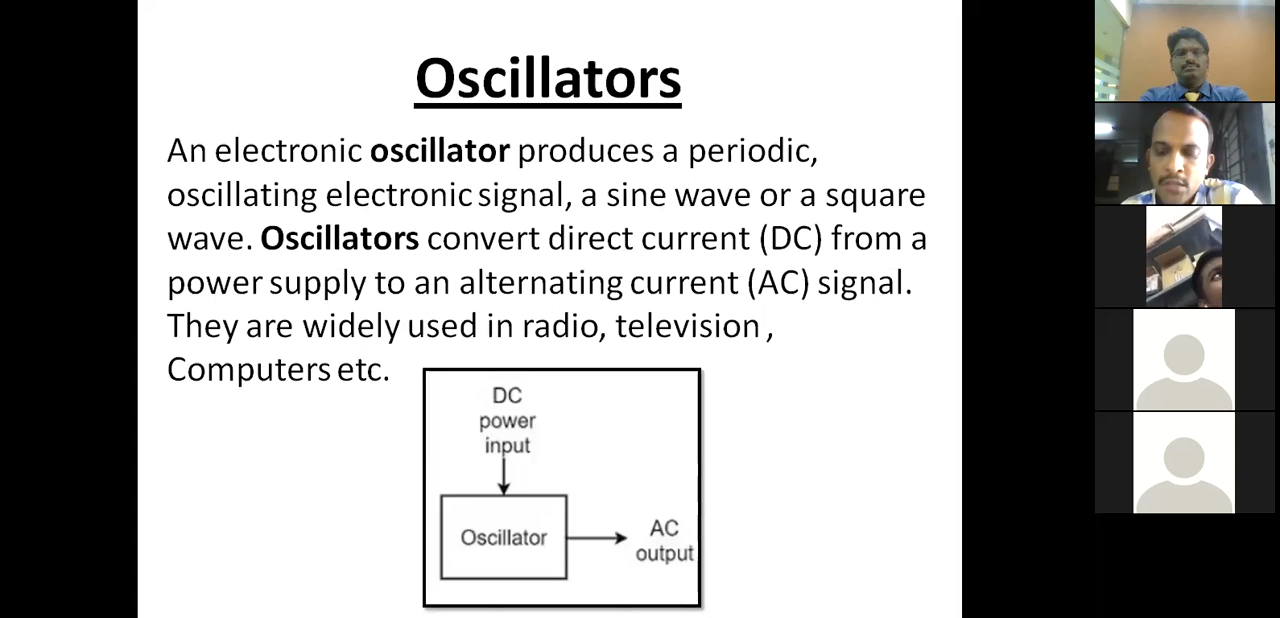 Oscillators
An electronic oscillator produces a periodic,
oscillating electronic signal, a sine wave or a square
wave. Oscillators convert direct current (DC) from a
power supply to an alternating current (AC) signal.
They are widely used in radio, television ,
Computers etc.
DC
power
input
Oscillator
AC
output